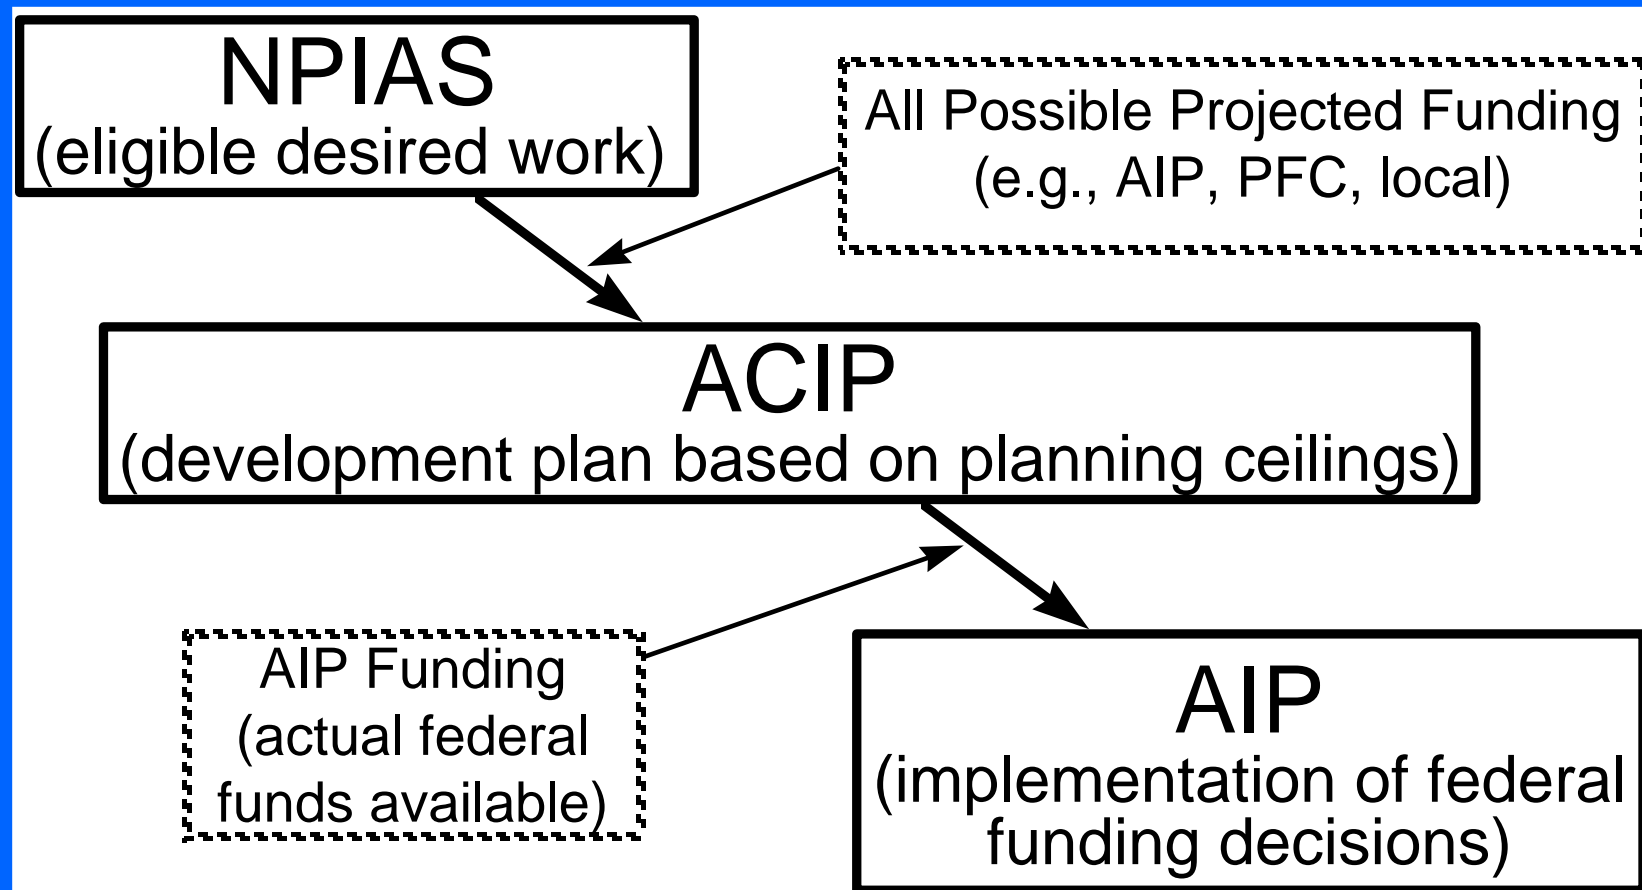 NPIAS
(eligible desired work)
All Possible Projected Funding
(e.g., AIP, PFC, local)
ACIP
(development plan based on planning ceilings)
AIP Funding
(actual federal
funds available)
AIP
(implementation of federal
funding decisions)